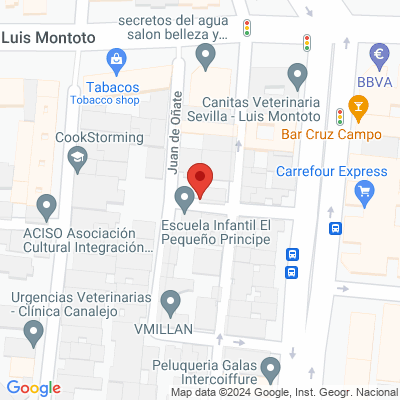 secretos del agua
salon belleza y…
Luis Montoto
BBVA
Tabacos
Tobacco shop
Canitas Veterinaria
Sevilla - Luis Montoto
Juan de Oñate
Bar Cruz Campo
CookStorming
Carrefour Express
Escuela Infantil El
Pequeño Principe
ACISO Asociación
Cultural Integración…
Urgencias Veterinarias -
Clínica Canalejo
VMILLAN
Peluqueria Galas
Intercoiffure
Google
Map data ©2024 Google, Inst. Geogr. Nacional